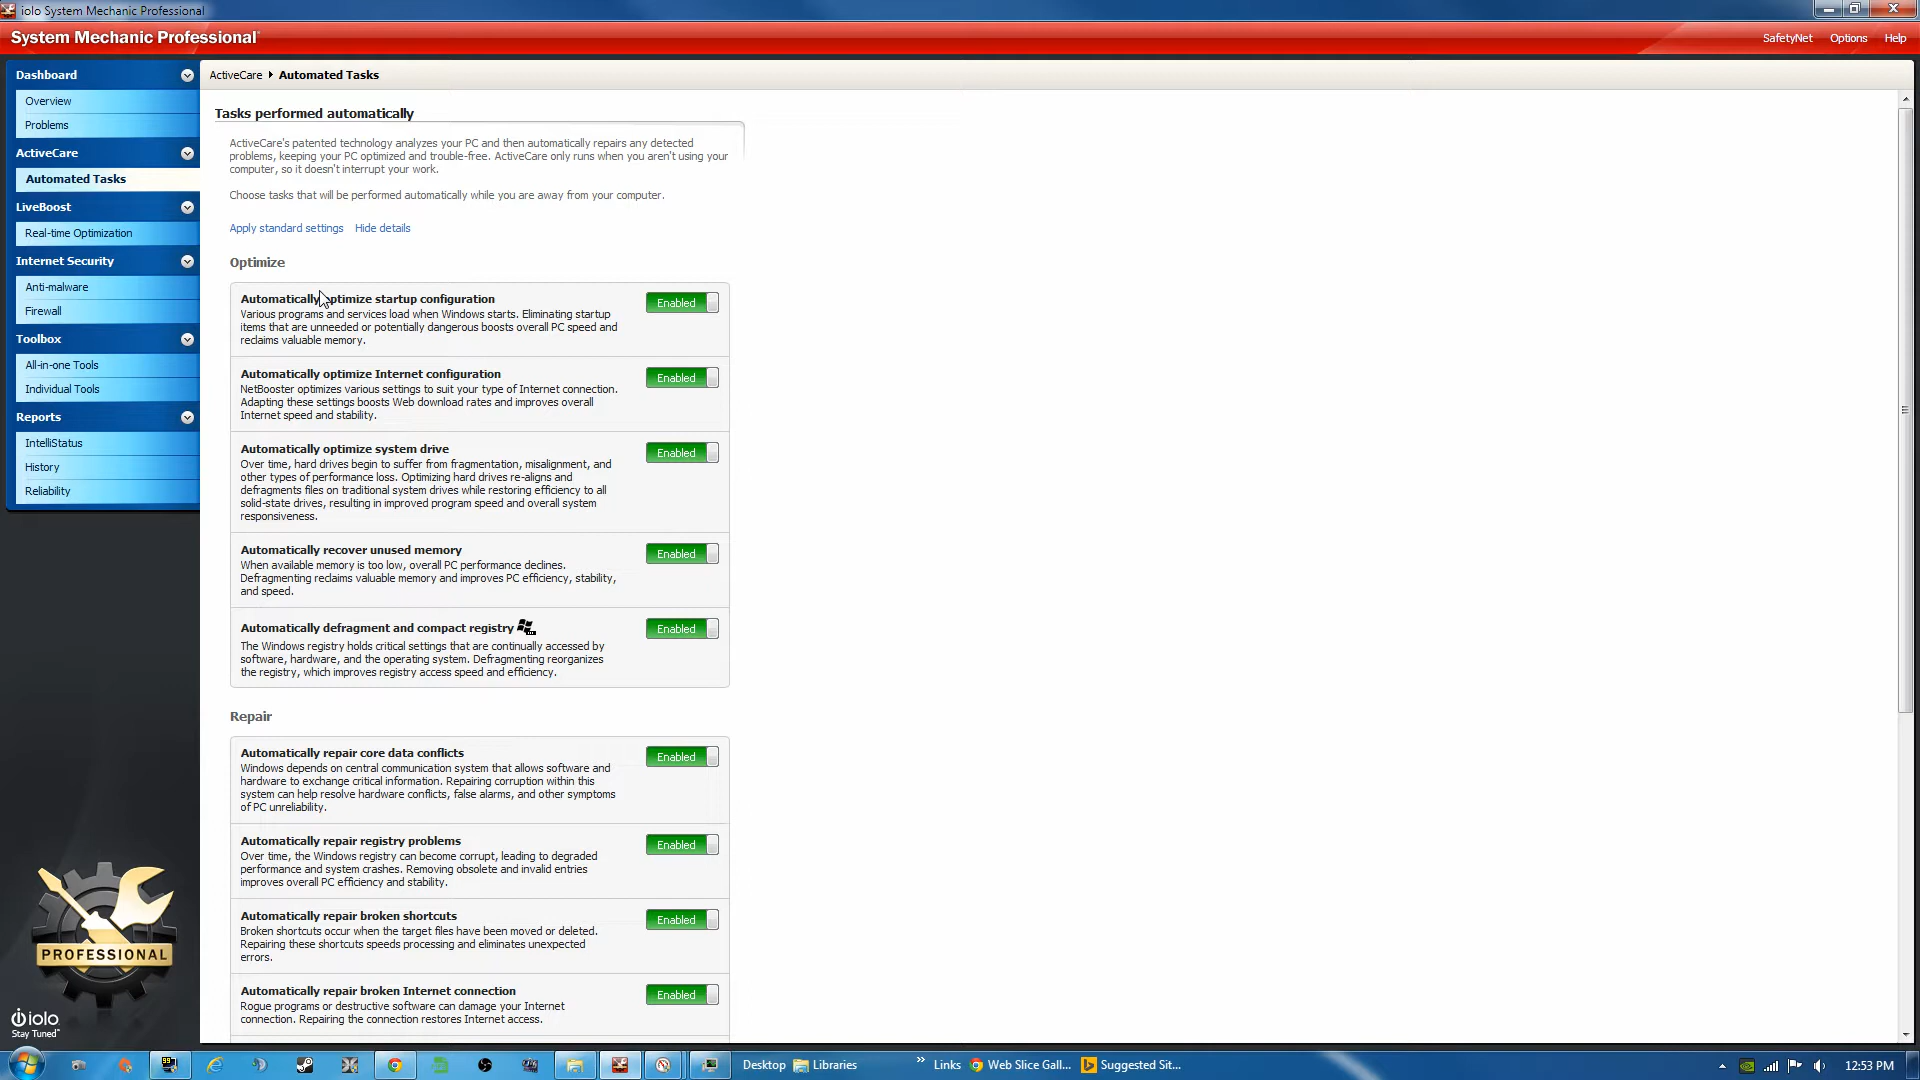 iolo System Mechanic Professional
System Mechanic Professional
SafetyNet Options Help
Dashboard
Overview
Problems
ActiveCare
Automated Tasks
LiveBoost
Real-time Optimization
Internet Security
Anti-malware
Firewall
Toolbox
All-in-one Tools
Individual Tools
Reports
IntelliStatus
History
Reliability
PROFESSIONAL
iolo
Stay Tuned™
ActiveCare Automated Tasks
Tasks performed automatically
ActiveCare's patented technology analyzes your PC and then automatically repairs any detected
problems, keeping your PC optimized and trouble-free. ActiveCare only runs when you aren't using your
computer, so it doesn't interrupt your work.
Choose tasks that will be performed automatically while you are away from your computer.
Apply standard settings Hide details
Optimize
Automatically optimize startup configuration
Enabled
Various programs and services load when Windows starts. Eliminating startup
items that are unneeded or potentially dangerous boosts overall PC speed and
reclaims valuable memory.
Automatically optimize Internet configuration
Enabled
NetBooster optimizes various settings to suit your type of Internet connection.
Adapting these settings boosts Web download rates and improves overall
Internet speed and stability.
Automatically optimize system drive
Enabled
Over time, hard drives begin to suffer from fragmentation, misalignment, and
other types of performance loss. Optimizing hard drives re-aligns and
defragments files on traditional system drives while restoring efficiency to all
solid-state drives, resulting in improved program speed and overall system
responsiveness.
Automatically recover unused memory
Enabled
When available memory is too low, overall PC performance declines.
Defragmenting reclaims valuable memory and improves PC efficiency, stability,
and speed.
Automatically defragment and compact registry
Enabled
The Windows registry holds critical settings that are continually accessed by
software, hardware, and the operating system. Defragmenting reorganizes
the registry, which improves registry access speed and efficiency.
Repair
Automatically repair core data conflicts
Enabled
Windows depends on central communication system that allows software and
hardware to exchange critical information. Repairing corruption within this
system can help resolve hardware conflicts, false alarms, and other symptoms
of PC unreliability.
Automatically repair registry problems
Enabled
Over time, the Windows registry can become corrupt, leading to degraded
performance and system crashes. Removing obsolete and invalid entries
improves overall PC efficiency and stability.
Automatically repair broken shortcuts
Enabled
Broken shortcuts occur when the target files have been moved or deleted.
Repairing these shortcuts speeds processing and eliminates unexpected
errors.
Automatically repair broken Internet connection
Enabled
Rogue programs or destructive software can damage your Internet
connection. Repairing the connection restores Internet access.
Desktop Libraries » Links Web Slice Gall... Suggested Sit... 12:53 PM